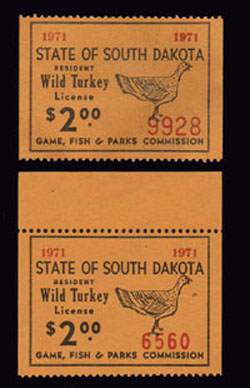 1971 1971
STATE OF SOUTH DAKOTA
RESIDENT
Wild Turkey
License
$2.00
9928
GAME, FISH & PARKS COMMISSION
1971 1971
STATE OF SOUTH DAKOTA
RESIDENT
Wild Turkey
License
$2.00
6560
GAME, FISH & PARKS COMMISSION